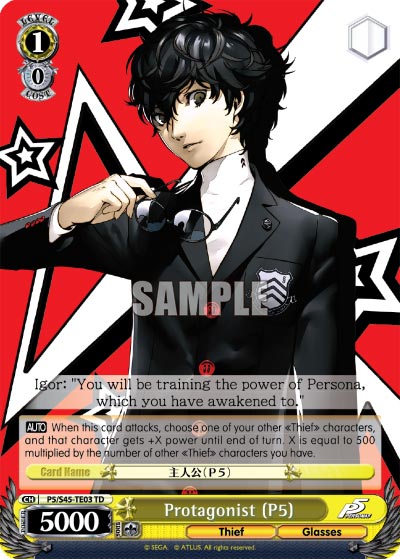 LEVEL
1
0
COST
SAMPLE
Igor: "You will be training the power of Persona,
which you have awakened to."
AUTO When this card attacks, choose one of your other «Thief» characters,
and that character gets +X power until end of turn. X is equal to 500
multiplied by the number of other «Thief» characters you have.
Card Name 主人公(P5)
CH P5/S45-TE03 TD
5000
Protagonist (P5)
P5
Thief Glasses
© SEGA. © ATLUS. All rights reserved.